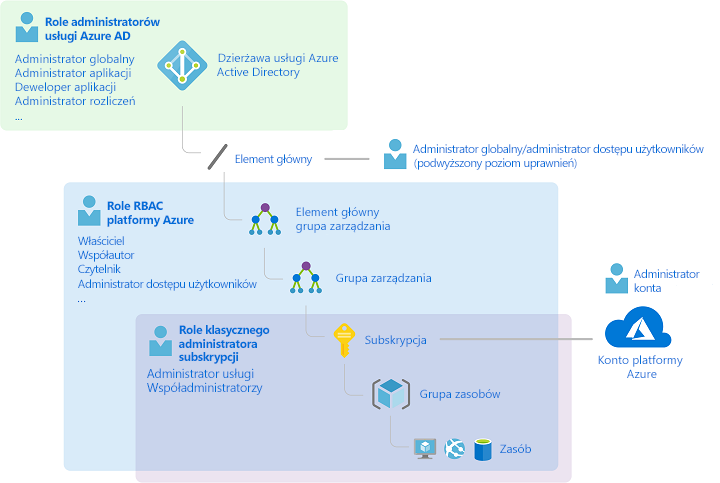 Role administratorów
usługi Azure AD
Administrator globalny
Administrator aplikacji
Deweloper aplikacji
Administrator rozliczeń
...
Dzierżawa usługi Azure
Active Directory
Element główny
Administrator globalny/administrator dostępu użytkowników
(podwyższony poziom uprawnień)
Role RBAC
platformy Azure
Właściciel
Współautor
Czytelnik
Administrator dostępu użytkowników
...
Element główny
grupa zarządzania
Grupa zarządzania
Administrator
konta
Role klasycznego
administratora
subskrypcji
Administrator usługi
Współadministratorzy
Subskrypcja
Konto platformy
Azure
Grupa zasobów
Zasób